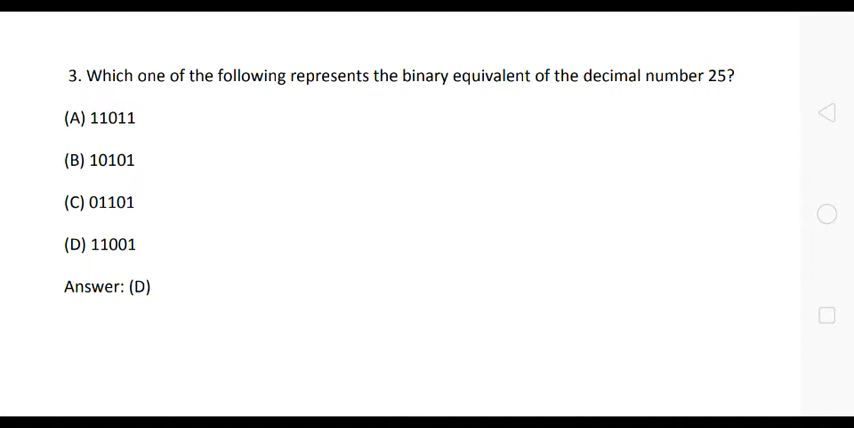 3. Which one of the following represents the binary equivalent of the decimal number 25?
(A) 11011
(B) 10101
(C) 01101
(D) 11001
Answer: (D)